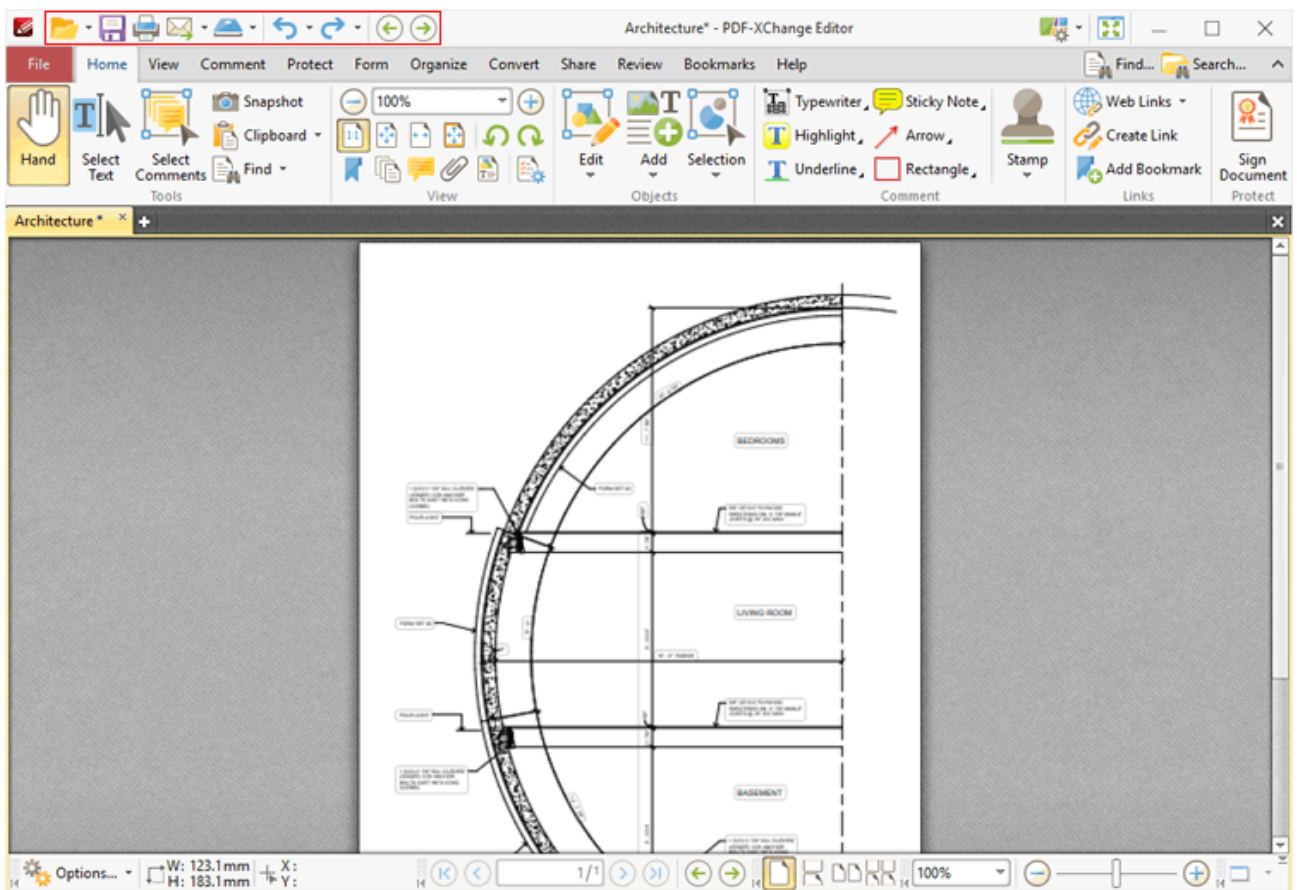 Architecture* - PDF-XChange Editor
File Home View Comment Protect Form Organize Convert Share Review Bookmarks Help Find... Search...
Hand
Select Text
Select Comments
Snapshot
Clipboard
Find
Tools
100%
1:1
View
Edit
Add
Selection
Objects
Typewriter
Sticky Note
Highlight
Arrow
Underline
Rectangle
Stamp
Comment
Web Links
Create Link
Add Bookmark
Links
Sign Document
Protect
Architecture *
BEDROOMS
LIVING ROOM
BASEMENT
Options...
W: 123.1mm
H: 183.1mm
X:
Y:
1/1
100%